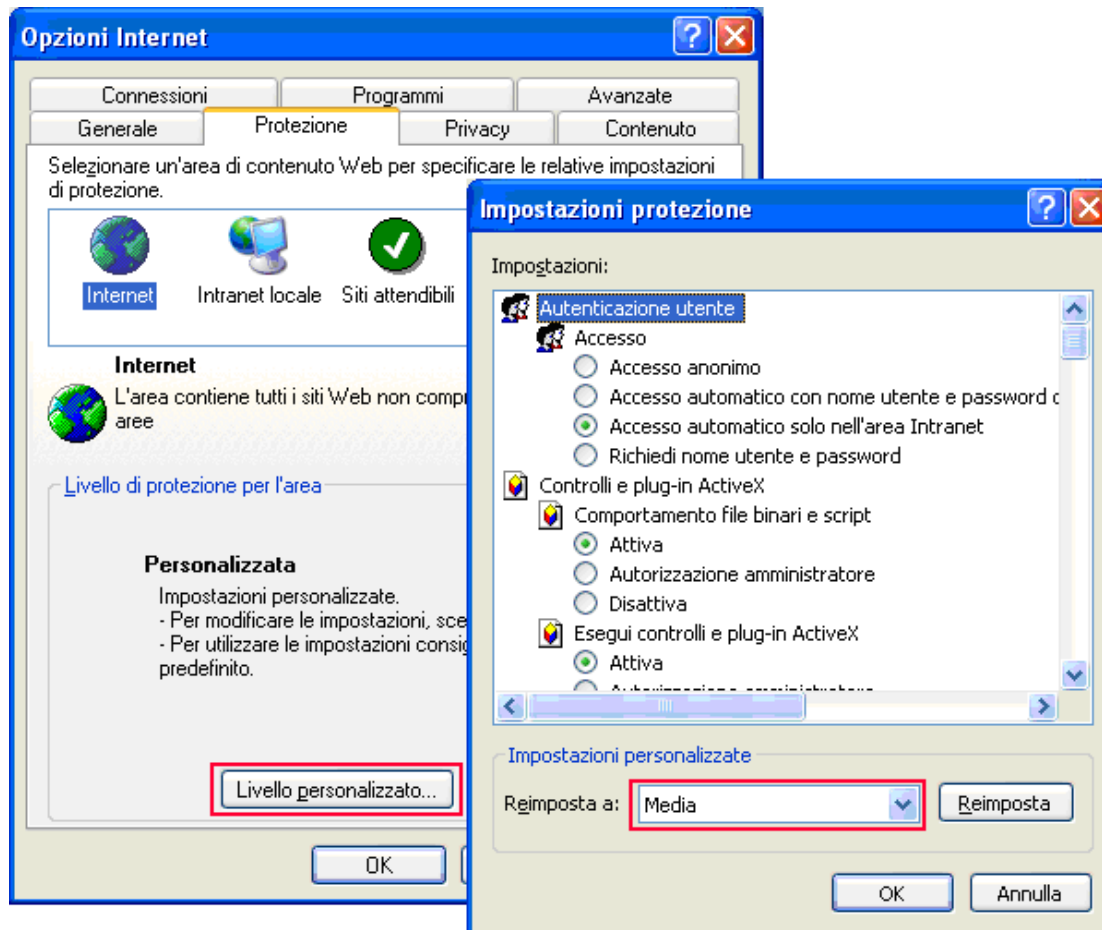 Opzioni Internet
Connessioni
Programmi
Avanzate
Generale
Protezione
Privacy
Contenuto
Selezionare un'area di contenuto Web per specificare le relative impostazioni
di protezione.
Internet
Intranet locale
Siti attendibili
Internet
L'area contiene tutti i siti Web non comp
aree
Livello di protezione per l'area
Personalizzata
Impostazioni personalizzate.
- Per modificare le impostazioni, sce
- Per utilizzare le impostazioni consig
predefinito.
Livello personalizzato...
OK
Impostazioni protezione
Impostazioni:
Autenticazione utente
Accesso
Accesso anonimo
Accesso automatico con nome utente e password
Accesso automatico solo nell'area Intranet
Richiedi nome utente e password
Controlli e plug-in ActiveX
Comportamento file binari e script
Attiva
Autorizzazione amministratore
Disattiva
Esegui controlli e plug-in ActiveX
Attiva
Impostazioni personalizzate
Reimposta a:
Media
Reimposta
OK
Annulla